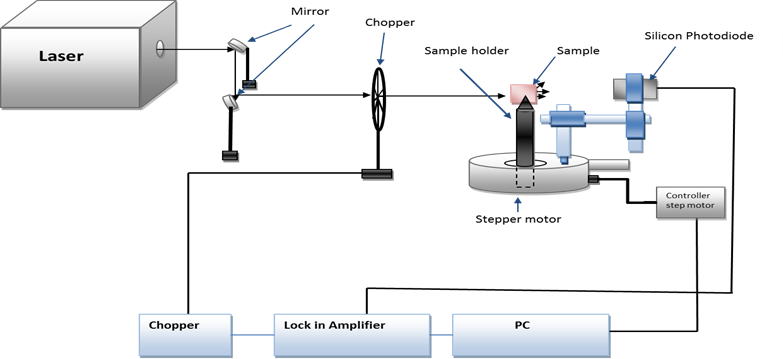 Mirror
Chopper
Laser
Sample holder
Sample
Silicon Photodiode
Controller
step motor
Stepper motor
Chopper
Lock in Amplifier
PC